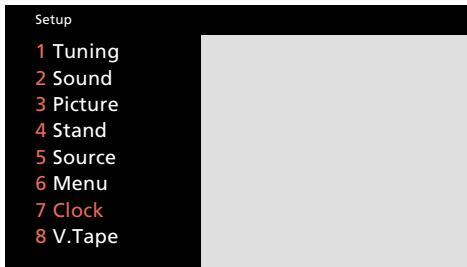 Setup
1 Tuning
2 Sound
3 Picture
4 Stand
5 Source
6 Menu
7 Clock
8 V.Tape